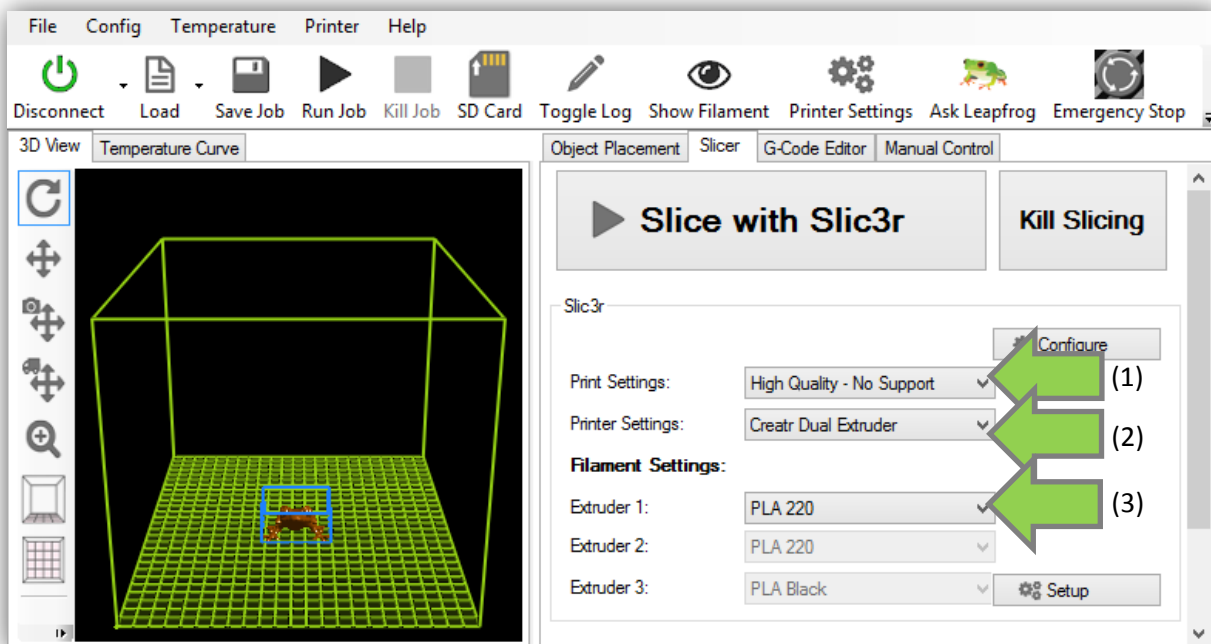 File Config Temperature Printer Help
Disconnect Load Save Job Run Job Kill Job SD Card Toggle Log Show Filament Printer Settings Ask Leapfrog Emergency Stop
3D View Temperature Curve
Object Placement Slicer G-Code Editor Manual Control
Slice with Slic3r
Kill Slicing
Slic3r
Configure
Print Settings: High Quality - No Support (1)
Printer Settings: Creatr Dual Extruder (2)
Filament Settings:
Extruder 1: PLA 220 (3)
Extruder 2: PLA 220
Extruder 3: PLA Black Setup